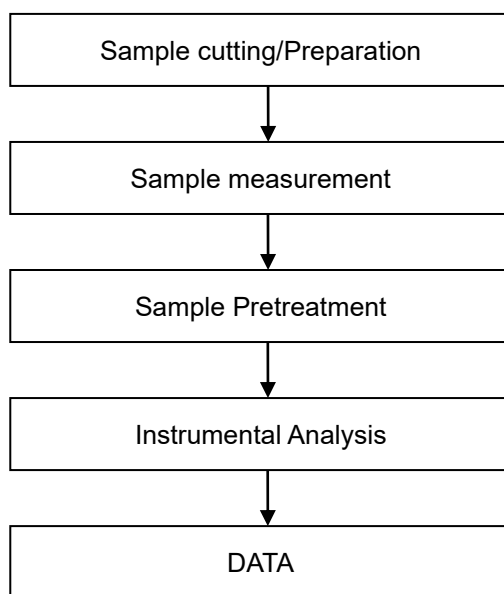 Sample cutting/Preparation
Sample measurement
Sample Pretreatment
Instrumental Analysis
DATA